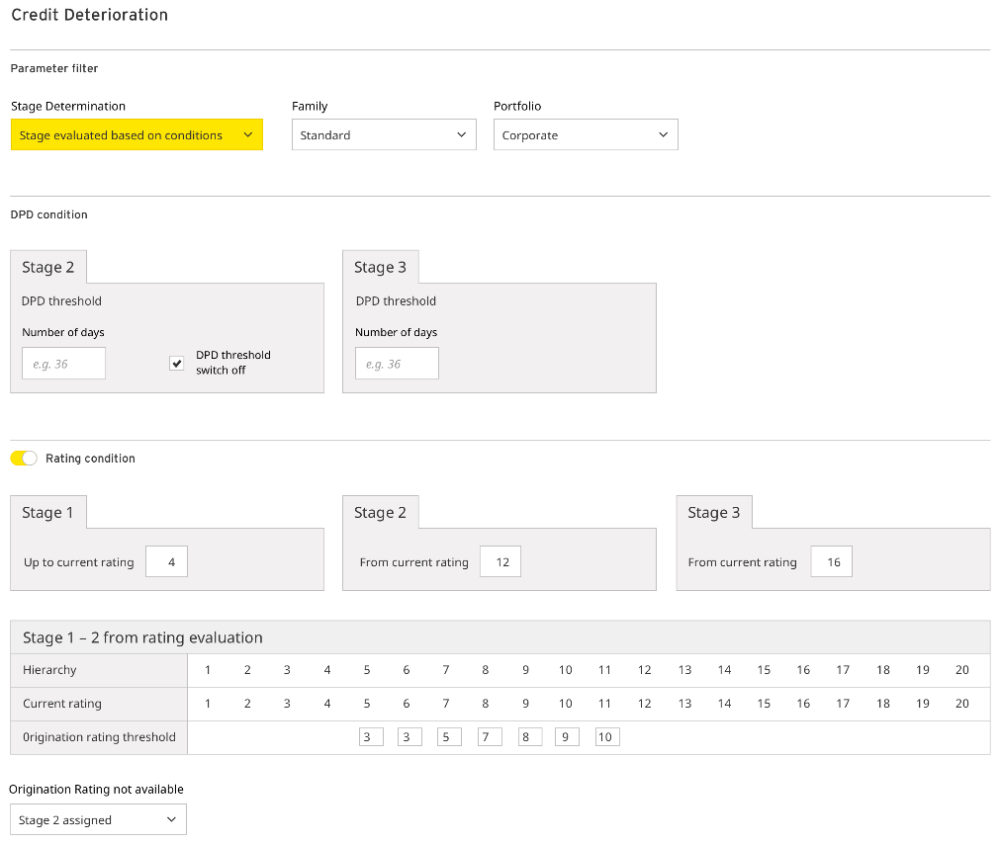 Credit Deterioration
Parameter filter
Stage Determination Family Portfolio
Stage evaluated based on conditions Standard Corporate
DPD condition
Stage 2 Stage 3
DPD threshold DPD threshold
Number of days Number of days
e.g. 36 DPD threshold switch off e.g. 36
Rating condition
Stage 1 Stage 2 Stage 3
Up to current rating 4 From current rating 12 From current rating 16
Stage 1 – 2 from rating evaluation
Hierarchy 1 2 3 4 5 6 7 8 9 10 11 12 13 14 15 16 17 18 19 20
Current rating 1 2 3 4 5 6 7 8 9 10 11 12 13 14 15 16 17 18 19 20
0rigination rating threshold 3 3 5 7 8 9 10
Origination Rating not available
Stage 2 assigned